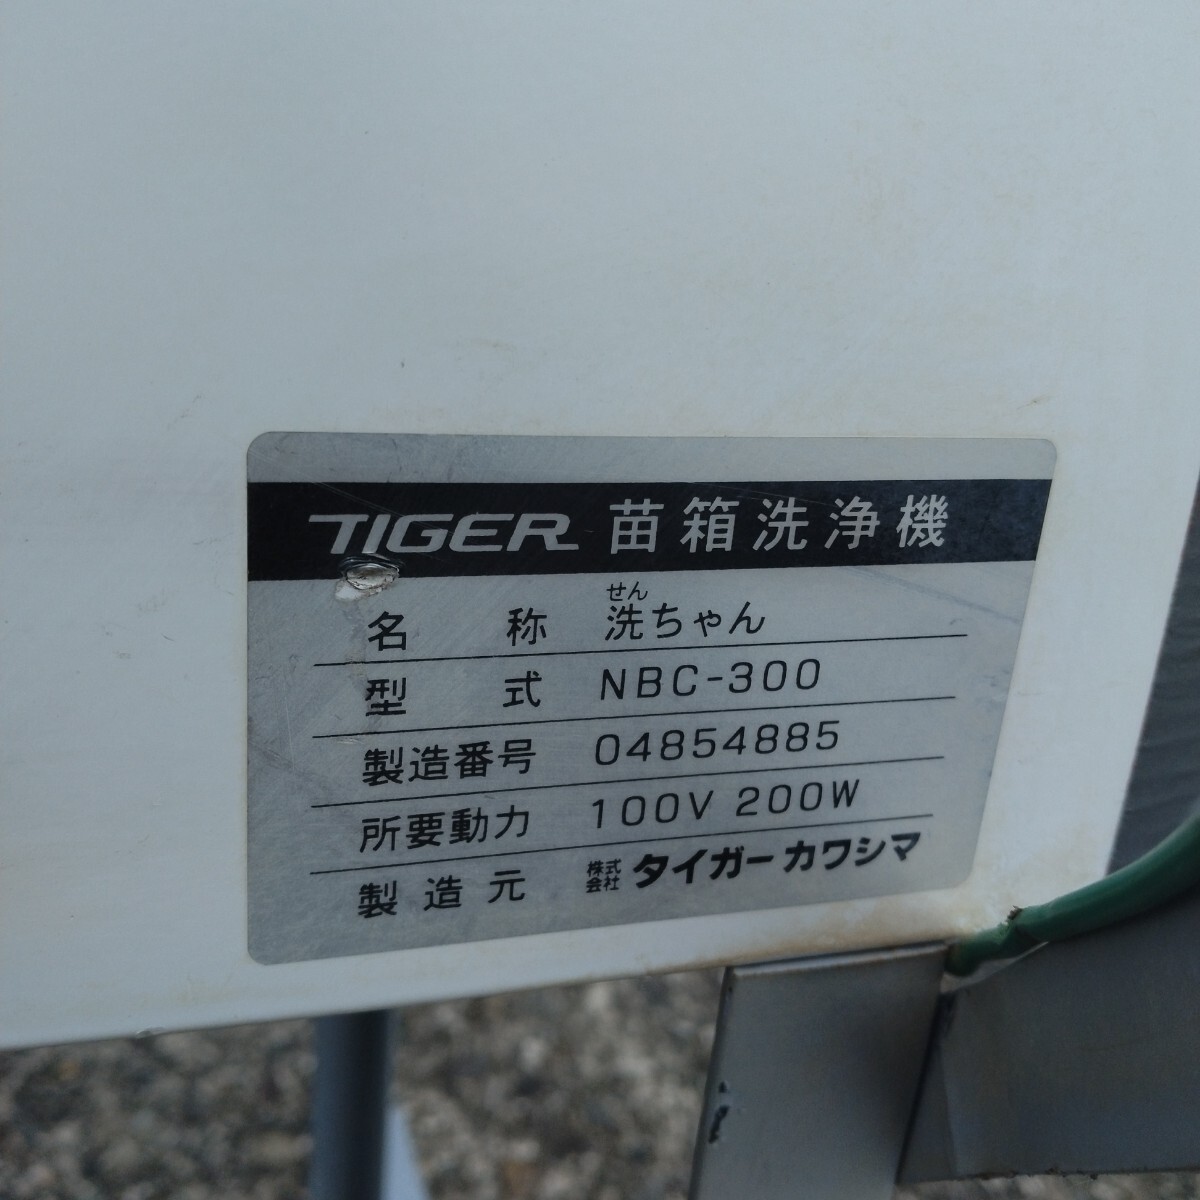 TIGER 苗箱洗浄機
せん
名称 洗ちゃん
型式 NBC-300
製造番号 04854885
所要動力 100V 200W
製造元 株式会社 タイガーカワシマ